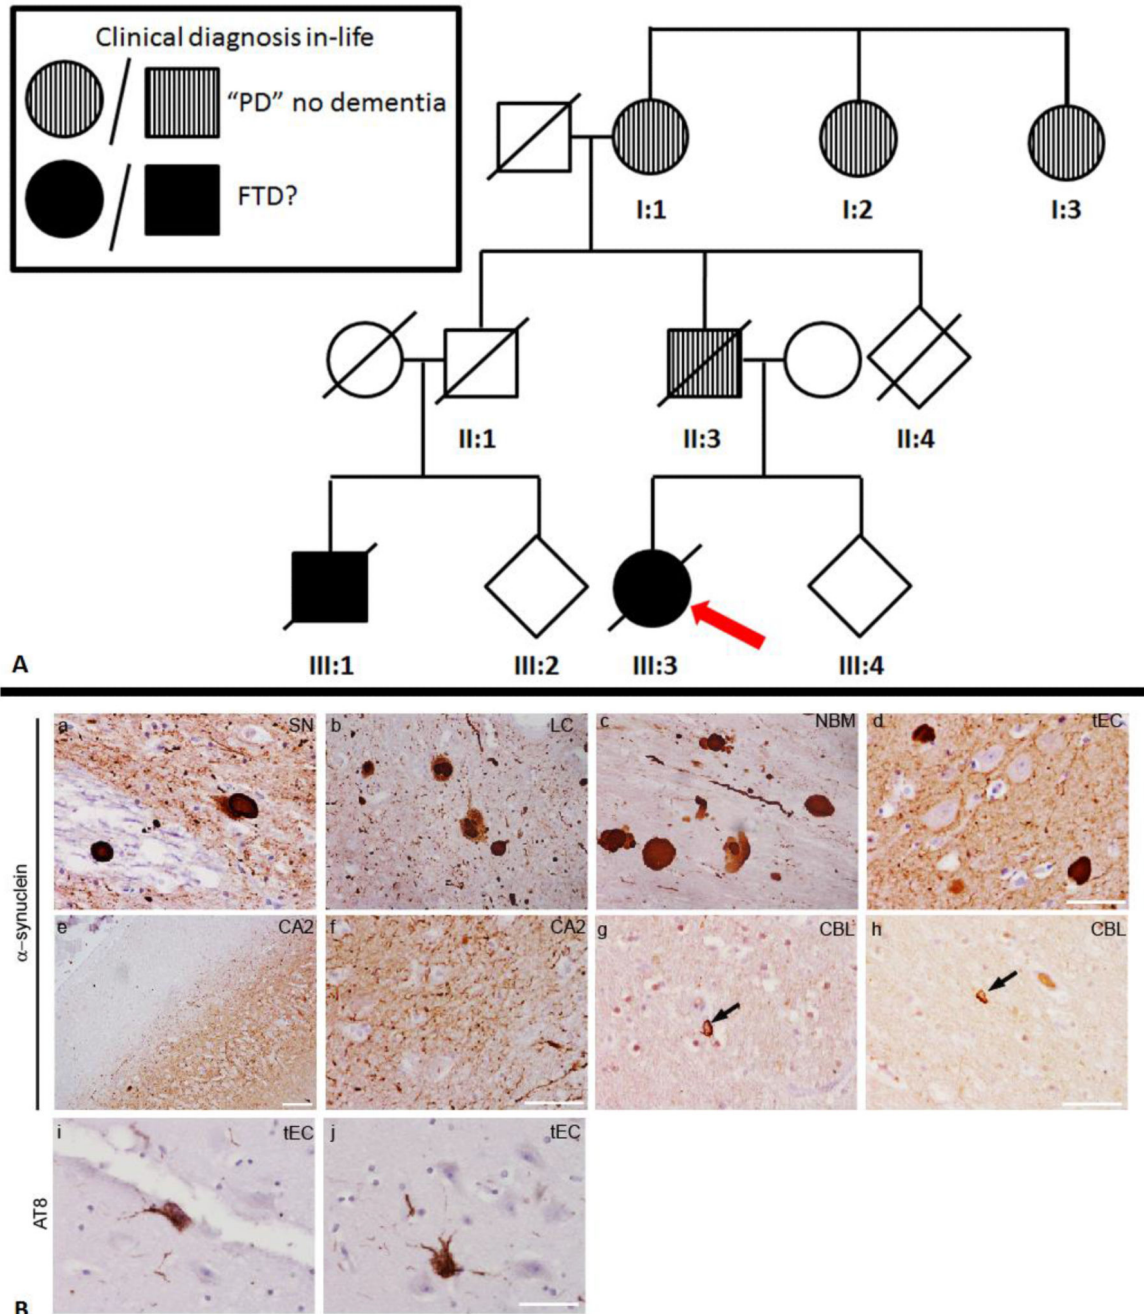 Clinical diagnosis in-life
"PD" no dementia
FTD?
I:1 I:2 I:3
II:1 II:3 II:4
III:1 III:2 III:3 III:4
A
a SN b LC c NBM d tEC
α-synuclein
e CA2 f CA2 g CBL h CBL
i tEC j tEC
AT8
B